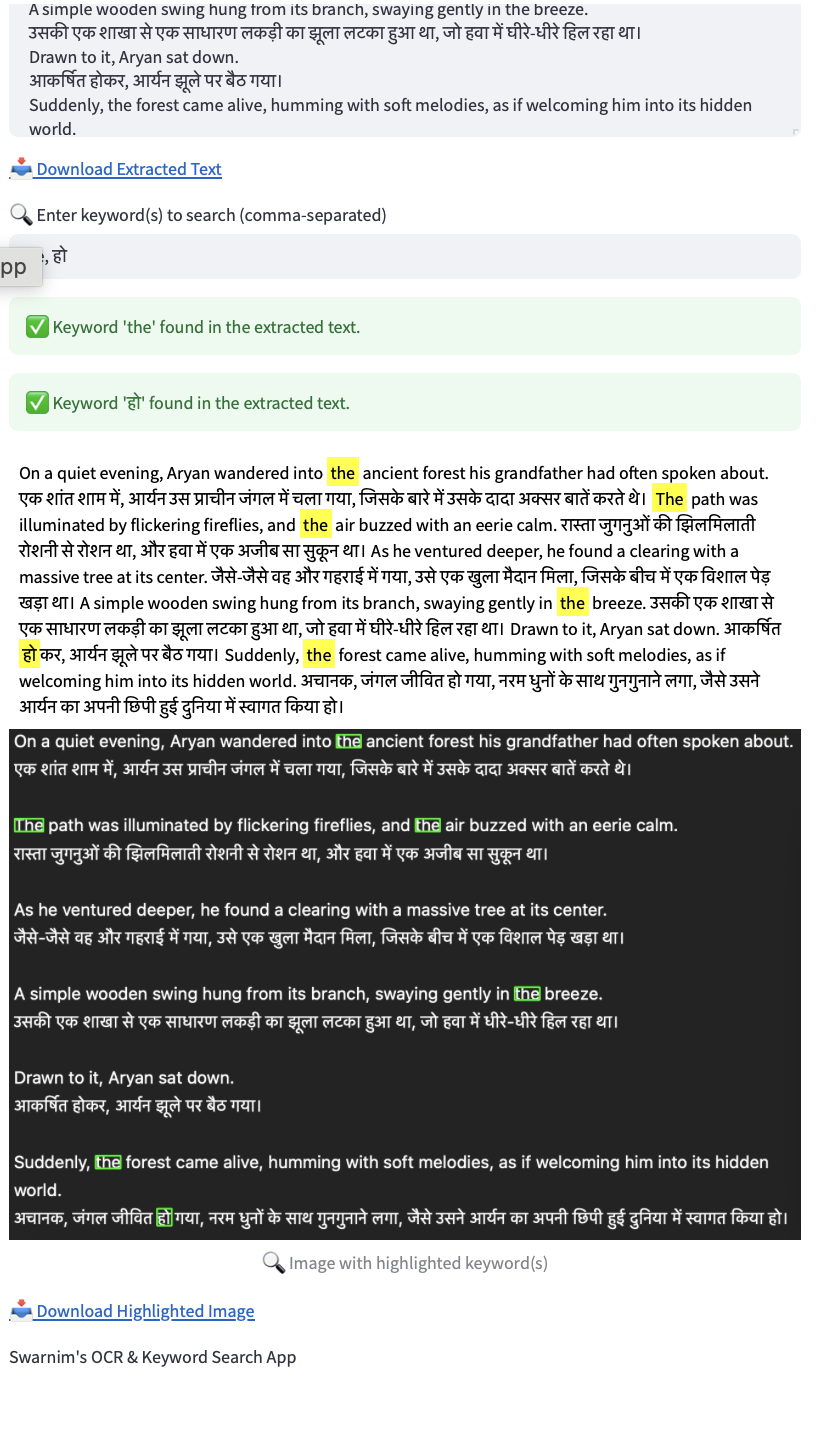 A simple wooden swing hung from its branch, swaying gently in the breeze.
उसकी एक शाखा से एक साधारण लकड़ी का झूला लटका हुआ था, जो हवा में घीरे-धीरे हिल रहा था।
Drawn to it, Aryan sat down.
आकर्षित होकर, आर्यन झूले पर बैठ गया।
Suddenly, the forest came alive, humming with soft melodies, as if welcoming him into its hidden
world.
Download Extracted Text
Enter keyword(s) to search (comma-separated)
, हो
pp
Keyword 'the' found in the extracted text.
Keyword 'हो' found in the extracted text.
On a quiet evening, Aryan wandered into the ancient forest his grandfather had often spoken about.
एक शांत शाम में, आर्यन उस प्राचीन जंगल में चला गया, जिसके बारे में उसके दादा अक्सर बातें करते थे। The path was
illuminated by flickering fireflies, and the air buzzed with an eerie calm. रास्ता जुगनुओं की झिलमिलाती
रोशनी से रोशन था, और हवा में एक अजीब सा सुकून था। As he ventured deeper, he found a clearing with a
massive tree at its center. जैसे-जैसे वह और गहराई में गया, उसे एक खुला मैदान मिला, जिसके बीच में एक विशाल पेड़
खड़ा था। A simple wooden swing hung from its branch, swaying gently in the breeze. उसकी एक शाखा से
एक साधारण लकड़ी का झूला लटका हुआ था, जो हवा में घीरे-धीरे हिल रहा था। Drawn to it, Aryan sat down. आकर्षित
होकर, आर्यन झूले पर बैठ गया। Suddenly, the forest came alive, humming with soft melodies, as if
welcoming him into its hidden world. अचानक, जंगल जीवित हो गया, नरम धुनों के साथ गुनगुनाने लगा, जैसे उसने
आर्यन का अपनी छिपी हुई दुनिया में स्वागत किया हो।
On a quiet evening, Aryan wandered into the ancient forest his grandfather had often spoken about.
एक शांत शाम में, आर्यन उस प्राचीन जंगल में चला गया, जिसके बारे में उसके दादा अक्सर बातें करते थे।
The path was illuminated by flickering fireflies, and the air buzzed with an eerie calm.
रास्ता जुगनुओं की झिलमिलाती रोशनी से रोशन था, और हवा में एक अजीब सा सुकून था।
As he ventured deeper, he found a clearing with a massive tree at its center.
जैसे-जैसे वह और गहराई में गया, उसे एक खुला मैदान मिला, जिसके बीच में एक विशाल पेड़ खड़ा था।
A simple wooden swing hung from its branch, swaying gently in the breeze.
उसकी एक शाखा से एक साधारण लकड़ी का झूला लटका हुआ था, जो हवा में धीरे-धीरे हिल रहा था।
Drawn to it, Aryan sat down.
आकर्षित होकर, आर्यन झूले पर बैठ गया।
Suddenly, the forest came alive, humming with soft melodies, as if welcoming him into its hidden
world.
अचानक, जंगल जीवित हो गया, नरम धुनों के साथ गुनगुनाने लगा, जैसे उसने आर्यन का अपनी छिपी हुई दुनिया में स्वागत किया हो।
Image with highlighted keyword(s)
Download Highlighted Image
Swarnim's OCR & Keyword Search App